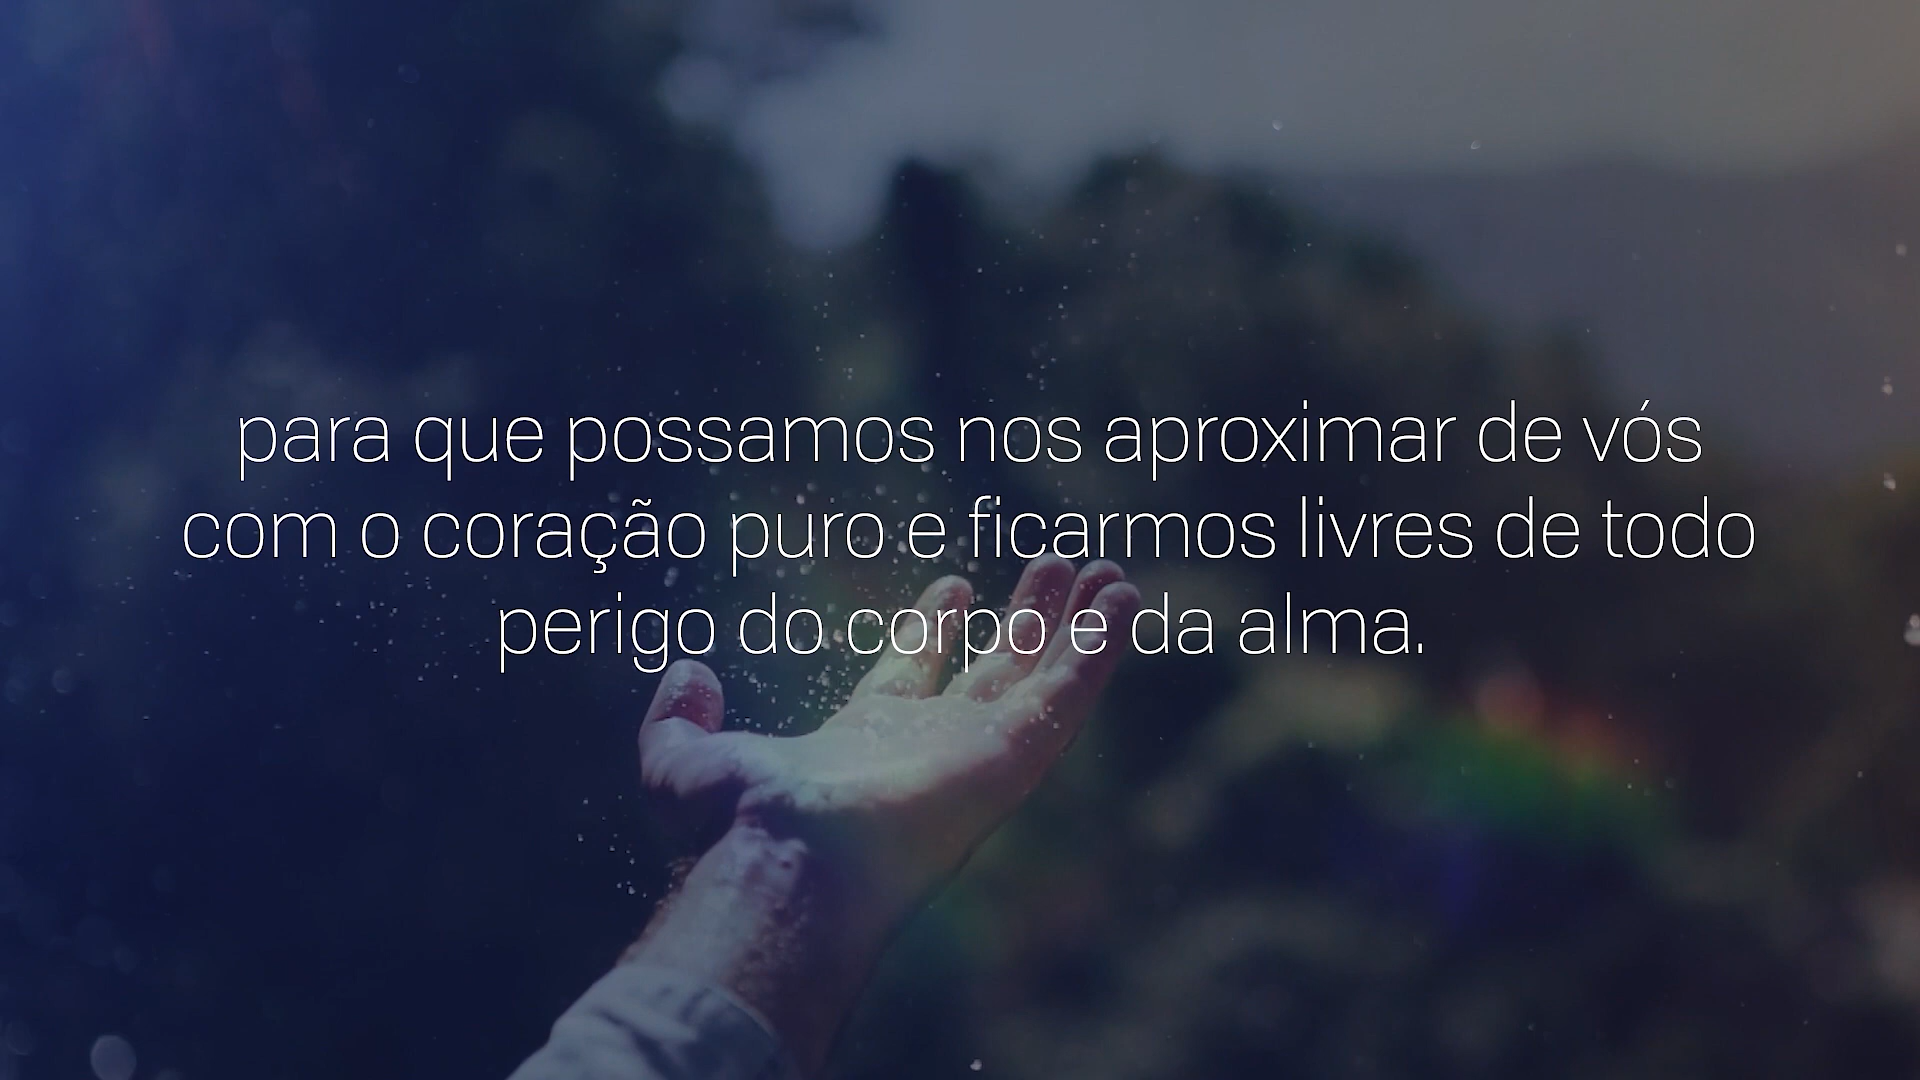 para que possamos nos aproximar de vós
com o coração puro e ficarmos livres de todo
perigo do corpo e da alma.